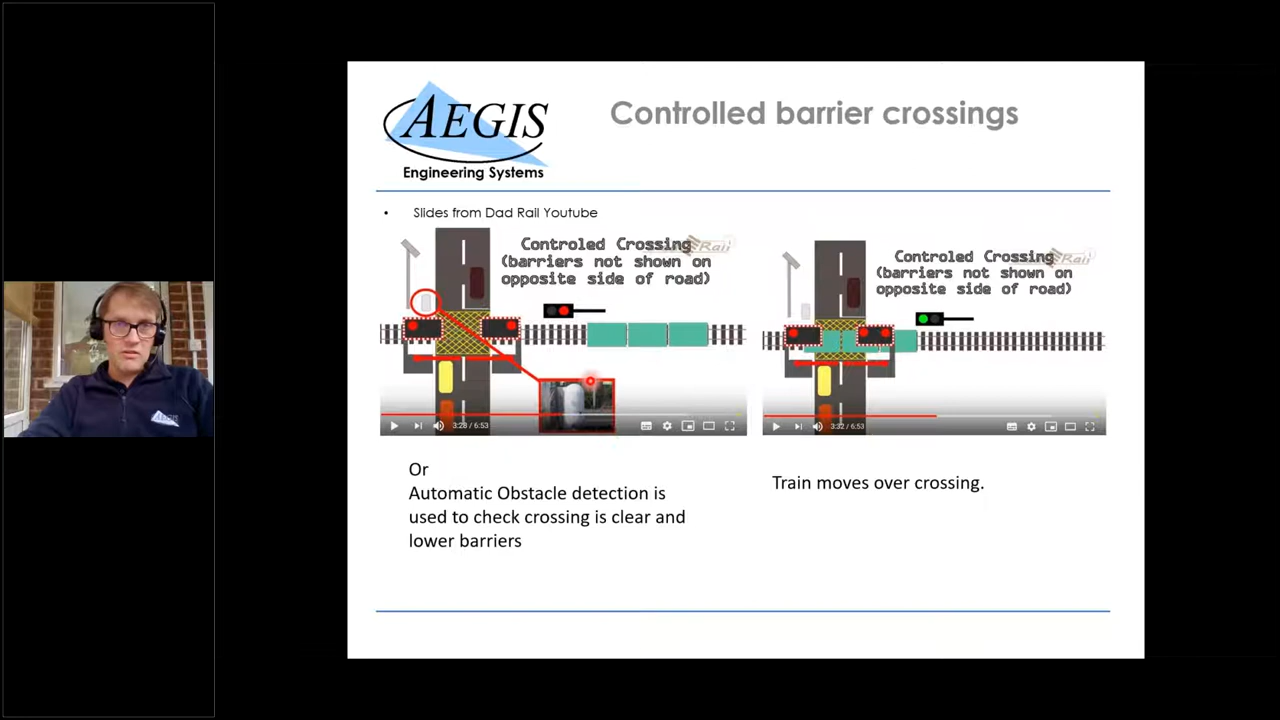 AEGIS
Engineering Systems
Controlled barrier crossings
• Slides from Dad Rail Youtube
Controled Crossing
(barriers not shown on
opposite side of road)
Rail
3:28 / 6:53
Controled Crossing
(barriers not shown on
opposite side of road)
Rail
3:32 / 6:53
Or
Automatic Obstacle detection is
used to check crossing is clear and
lower barriers
Train moves over crossing.